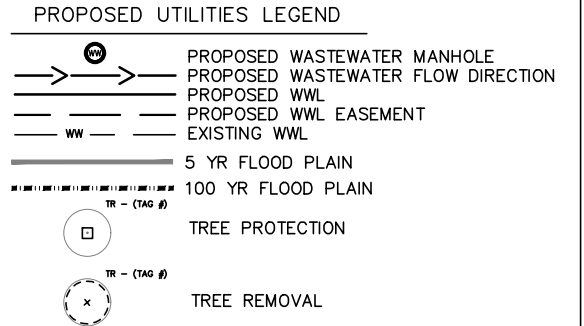 PROPOSED UTILITIES LEGEND
WW PROPOSED WASTEWATER MANHOLE
PROPOSED WASTEWATER FLOW DIRECTION
PROPOSED WWL
PROPOSED WWL EASEMENT
WW EXISTING WWL
5 YR FLOOD PLAIN
100 YR FLOOD PLAIN
TR - (TAG #)
TREE PROTECTION
TR - (TAG #)
TREE REMOVAL